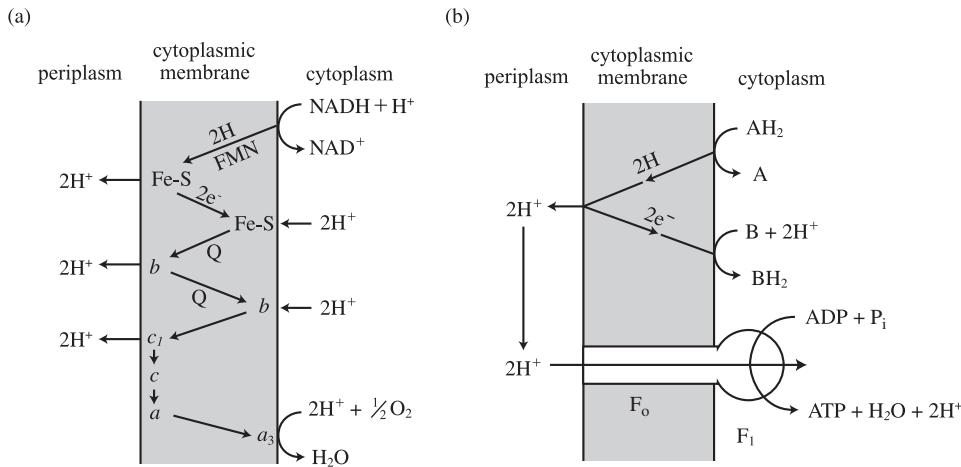 (a)
periplasm
cytoplasmic
membrane
cytoplasm
NADH + H⁺
2H
FMN
NAD⁺
2H⁺
Fe-S
2e⁻
Fe-S
2H⁺
Q
2H⁺
b
Q
b
2H⁺
2H⁺
c₁
c
a
2H⁺ + ½O₂
a₃
H₂O
(b)
periplasm
cytoplasmic
membrane
cytoplasm
AH₂
2H
A
2H⁺
2e⁻
B + 2H⁺
BH₂
ADP + Pᵢ
2H⁺
F₀
ATP + H₂O + 2H⁺
F₁